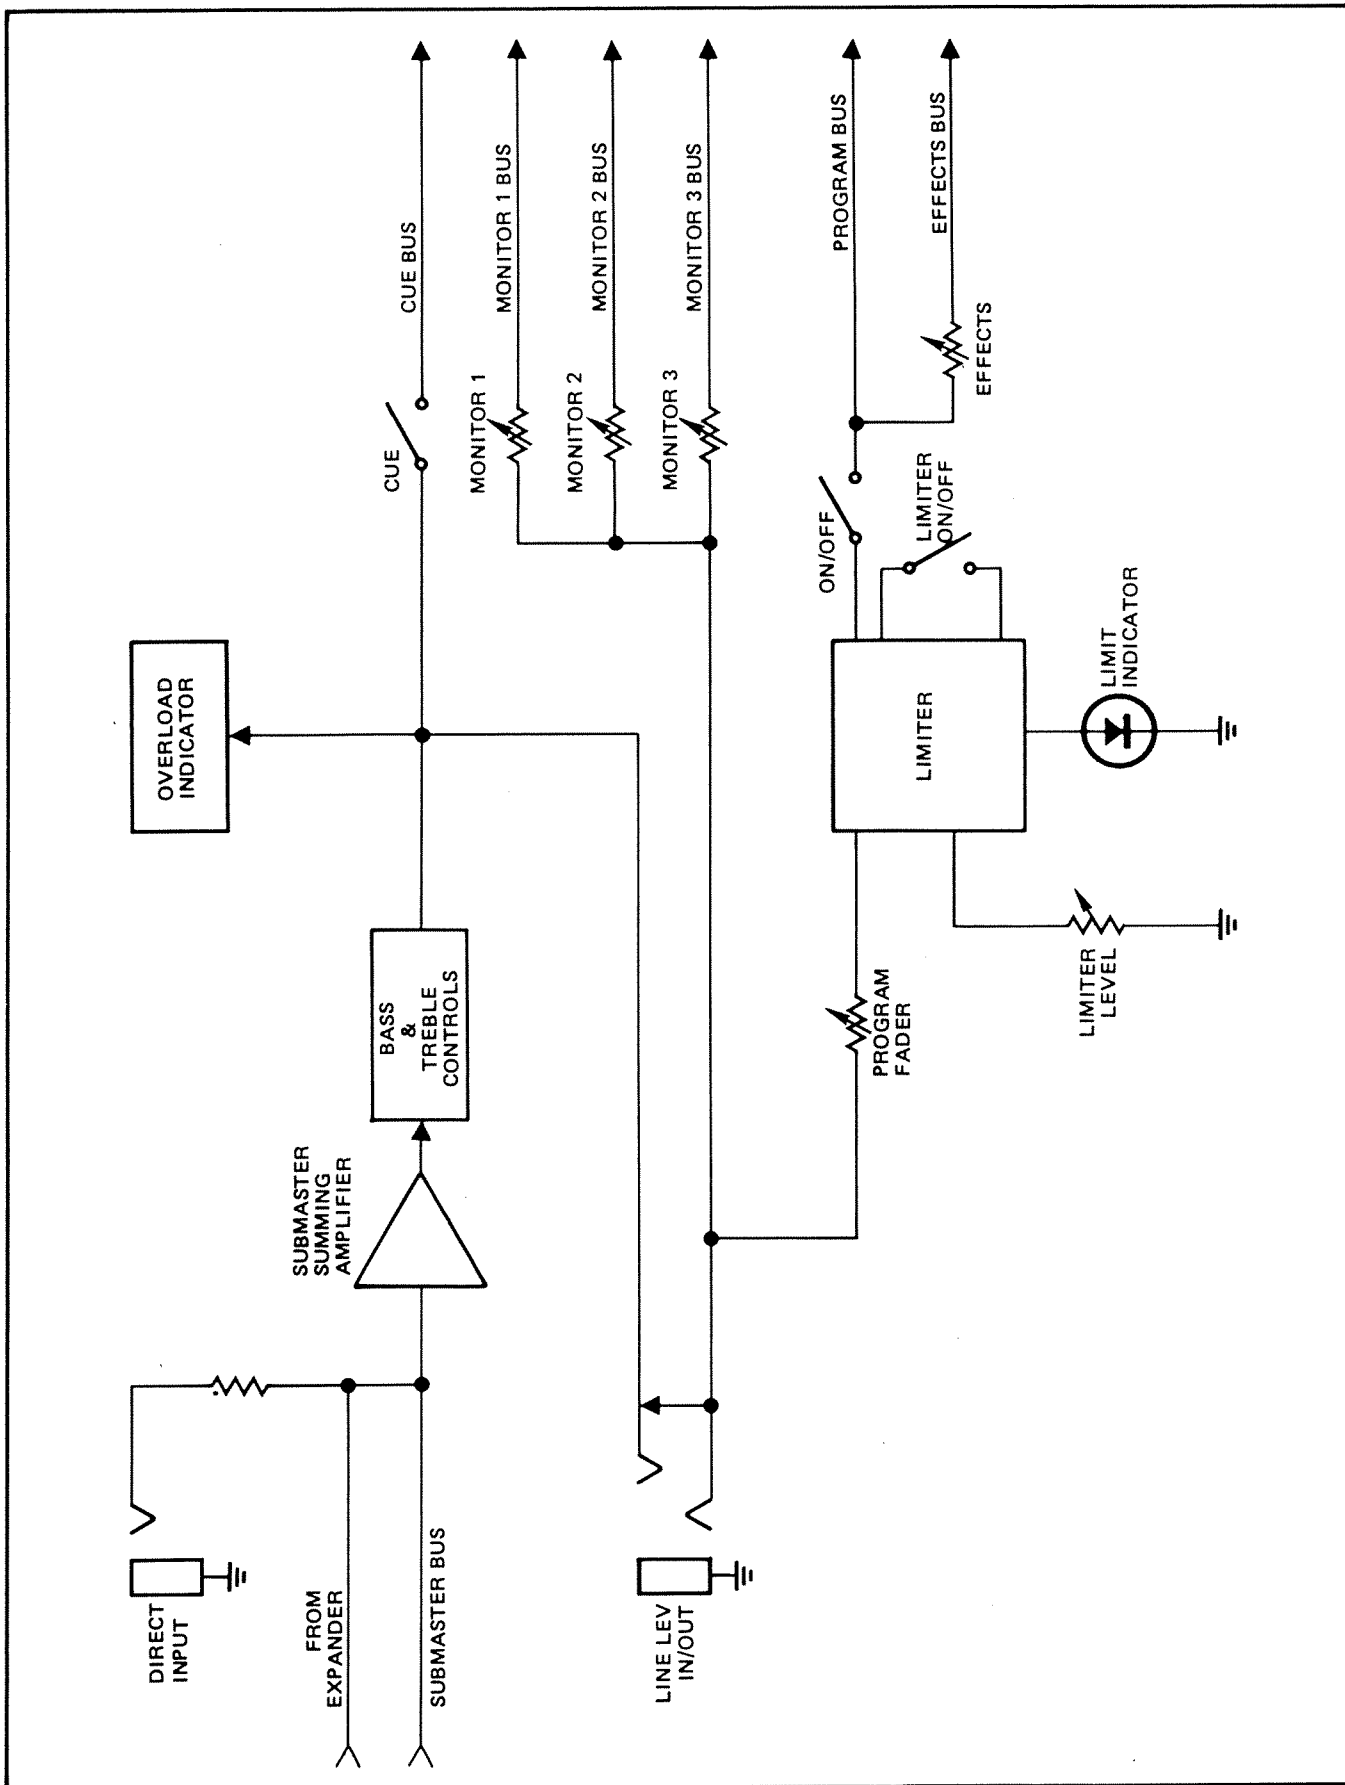 DIRECT
INPUT
FROM
EXPANDER
SUBMASTER BUS
SUBMASTER
SUMMING
AMPLIFIER
BASS
&
TREBLE
CONTROLS
OVERLOAD
INDICATOR
CUE
CUE BUS
MONITOR 1
MONITOR 1 BUS
MONITOR 2
MONITOR 2 BUS
MONITOR 3
MONITOR 3 BUS
LINE LEV
IN/OUT
PROGRAM
FADER
LIMITER
LEVEL
LIMITER
LIMIT
INDICATOR
ON/OFF
LIMITER
ON/OFF
PROGRAM BUS
EFFECTS
EFFECTS BUS